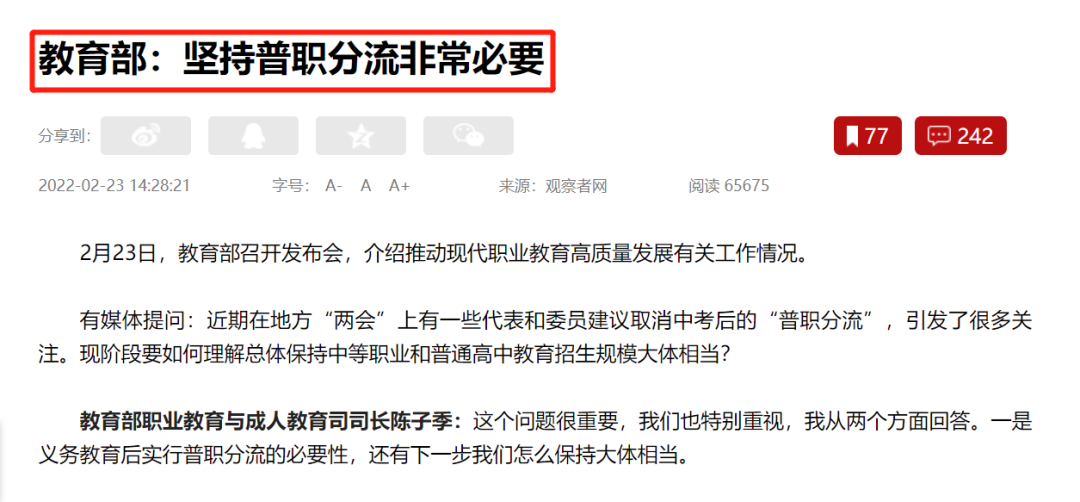 教育部：坚持普职分流非常必要
分享到:
77
242
2022-02-23 14:28:21 字号： A- A A+ 来源：观察者网 阅读 65675
2月23日，教育部召开发布会，介绍推动现代职业教育高质量发展有关工作情况。
有媒体提问：近期在地方“两会”上有一些代表和委员建议取消中考后的“普职分流”，引发了很多关
注。现阶段要如何理解总体保持中等职业和普通高中教育招生规模大体相当？
教育部职业教育与成人教育司司长陈子季：这个问题很重要，我们也特别重视，我从两个方面回答。一是
义务教育后实行普职分流的必要性，还有下一步我们怎么保持大体相当。